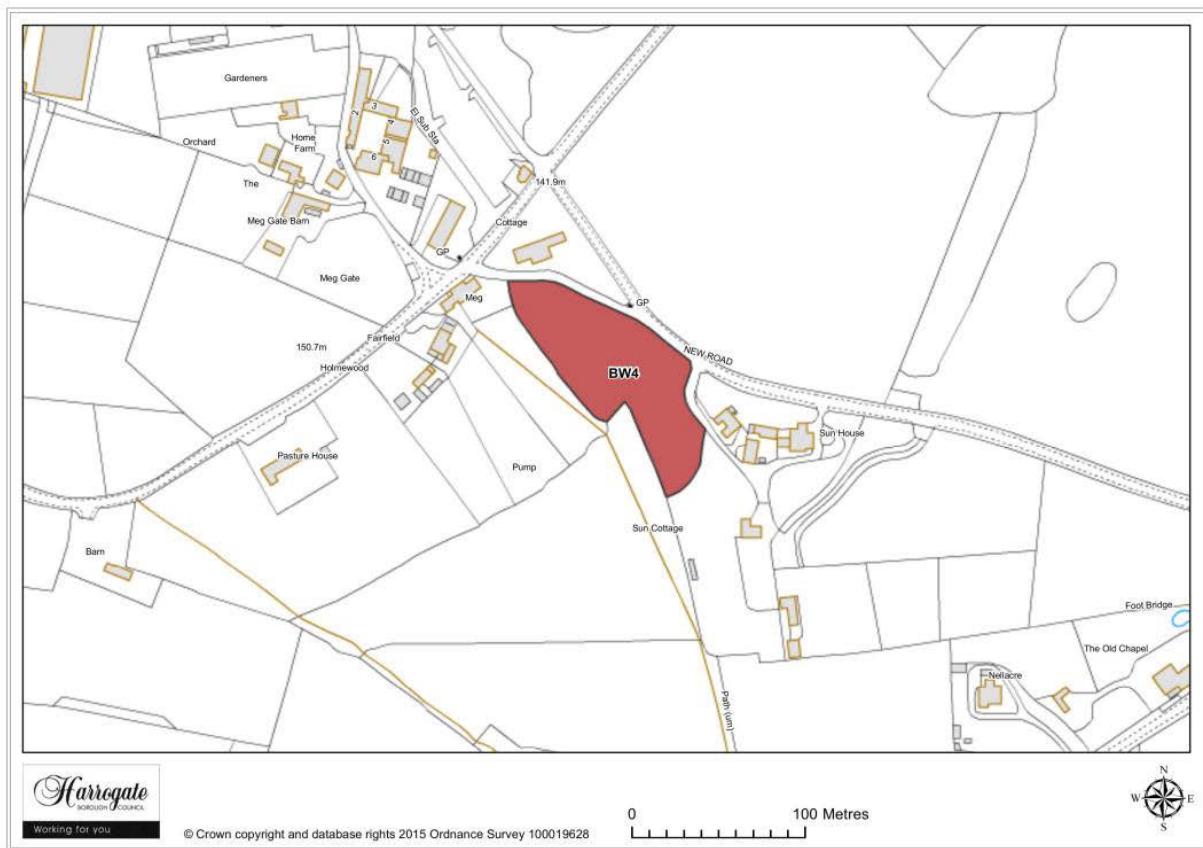 Gardeners
Orchard
Home
Farm
2
3
4
5
6
El Sub Sta
The
141.9m
Meg Gate Barn
Cottage
GP
Meg Gate
Meg
GP
Fairfield
150.7m
Holmewood
NEW ROAD
BW4
Sun House
Pasture House
Pump
Sun Cottage
Barn
Foot Bridge
The Old Chapel
Nellacre
Path (um)
Harrogate
BOROUGH COUNCIL
Working for you
© Crown copyright and database rights 2015 Ordnance Survey 100019628
0 100 Metres
N
W E
S